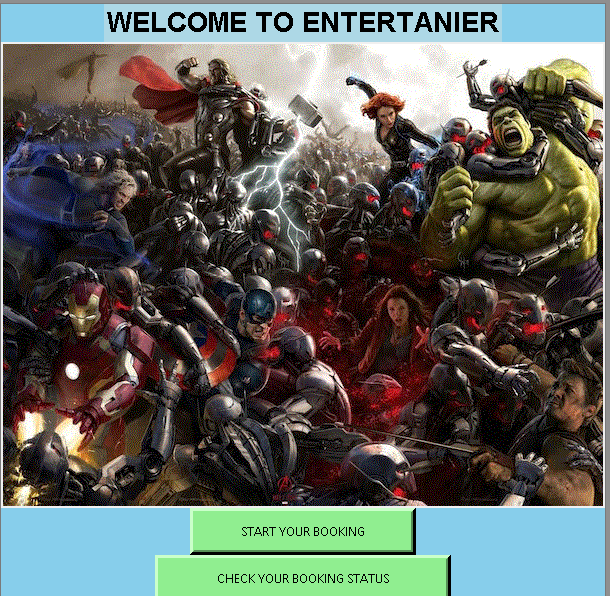 WELCOME TO ENTERTANIER
START YOUR BOOKING
CHECK YOUR BOOKING STATUS